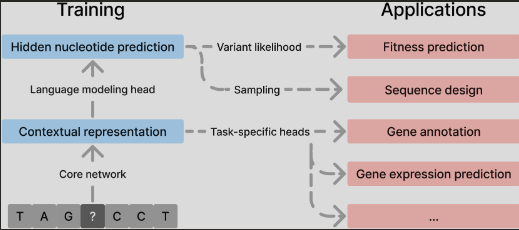 Training
Applications
Hidden nucleotide prediction
Variant likelihood
Fitness prediction
Language modeling head
Sampling
Sequence design
Contextual representation
Task-specific heads
Gene annotation
Core network
Gene expression prediction
T A G ? C C T
...